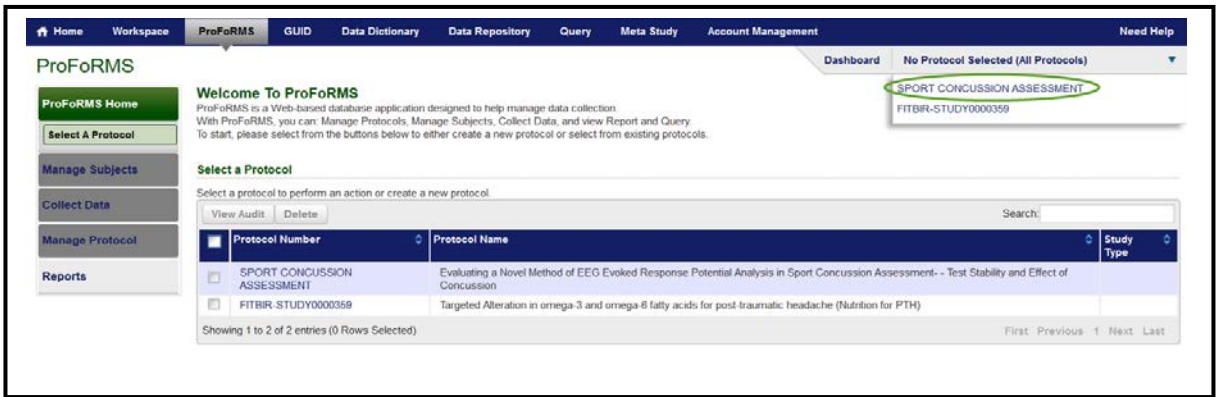 Home Workspace ProFoRMS GUID Data Dictionary Data Repository Query Meta Study Account Management Need Help
ProFoRMS
Dashboard No Protocol Selected (All Protocols)
SPORT CONCUSSION ASSESSMENT
FITBIR-STUDY0000359
ProFoRMS Home
Select A Protocol
Manage Subjects
Collect Data
Manage Protocol
Reports
Welcome To ProFoRMS
ProFoRMS is a Web-based database application designed to help manage data collection.
With ProFoRMS, you can: Manage Protocols, Manage Subjects, Collect Data, and view Report and Query.
To start, please select from the buttons below to either create a new protocol or select from existing protocols.
Select a Protocol
Select a protocol to perform an action or create a new protocol.
View Audit Delete Search:
Protocol Number Protocol Name Study
Type
SPORT CONCUSSION Evaluating a Novel Method of EEG Evoked Response Potential Analysis in Sport Concussion Assessment- - Test Stability and Effect of
ASSESSMENT Concussion
FITBIR-STUDY0000359 Targeted Alteration in omega-3 and omega-6 fatty acids for post-traumatic headache (Nutrition for PTH)
Showing 1 to 2 of 2 entries (0 Rows Selected) First Previous 1 Next Last